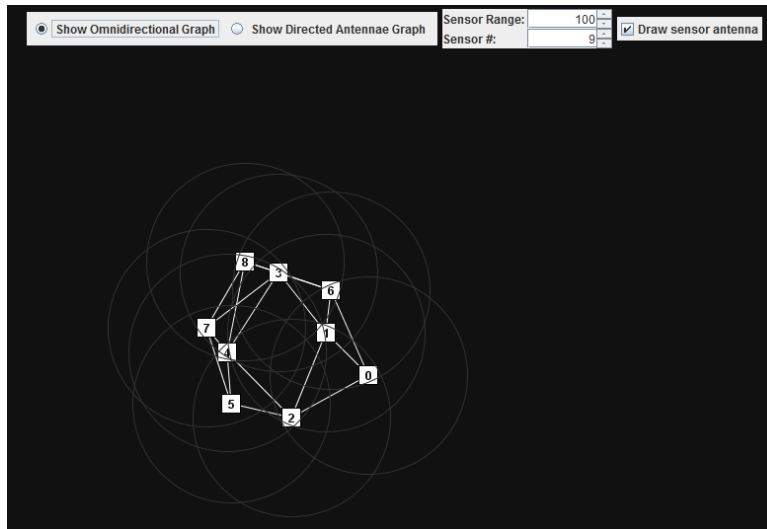 Show Omnidirectional Graph
Show Directed Antennae Graph
Sensor Range: 100
Sensor #: 9
Draw sensor antenna
8
3
6
7
1
4
0
5
2